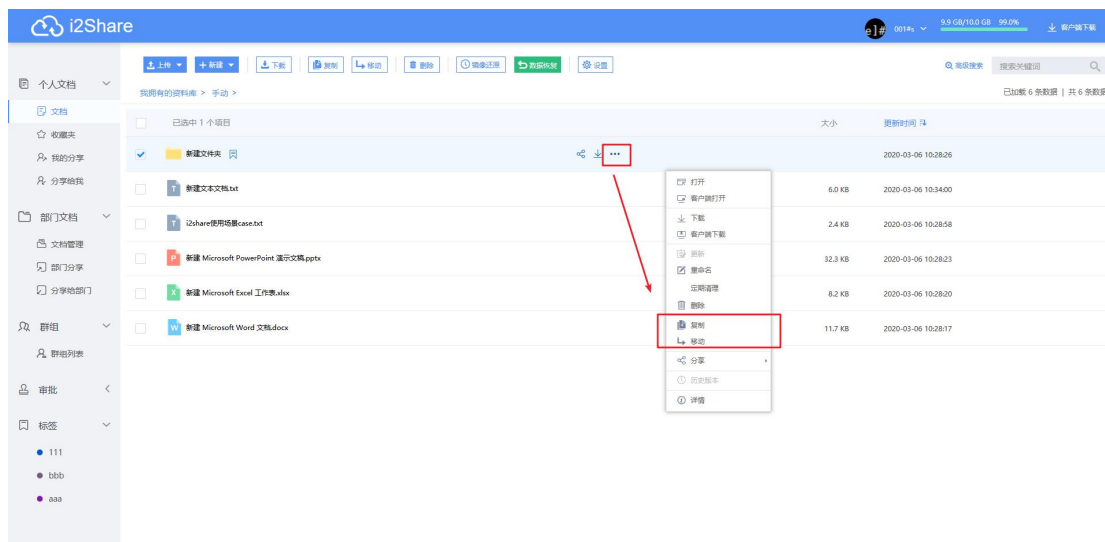 i2Share
e]# 001#s 9.9 GB/10.0 GB 99.0% 客户端下载
上传 新建 下载 复制 移动 删除 镜像还原 数据恢复 设置 高级搜索 搜索关键词
我拥有的资料库 > 手动 > 已加载 6 条数据 | 共 6 条数据
个人文档
文档
收藏夹
我的分享
分享给我
部门文档
文档管理
部门分享
分享给部门
群组
群组列表
审批
标签
111
bbb
aaa
已选中 1 个项目 大小 更新时间
新建文件夹 2020-03-06 10:28:26
T 新建文本文档.txt 6.0 KB 2020-03-06 10:34:00
T i2share使用场景case.txt 2.4 KB 2020-03-06 10:28:58
P 新建 Microsoft PowerPoint 演示文稿.pptx 32.3 KB 2020-03-06 10:28:23
X 新建 Microsoft Excel 工作表.xlsx 8.2 KB 2020-03-06 10:28:20
W 新建 Microsoft Word 文档.docx 11.7 KB 2020-03-06 10:28:17
打开
客户端打开
下载
客户端下载
更新
重命名
定期清理
删除
复制
移动
分享
历史版本
详情